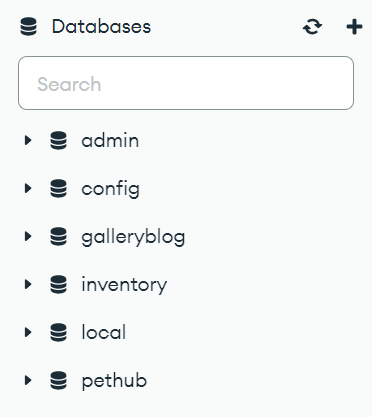 Databases
Search
admin
config
galleryblog
inventory
local
pethub